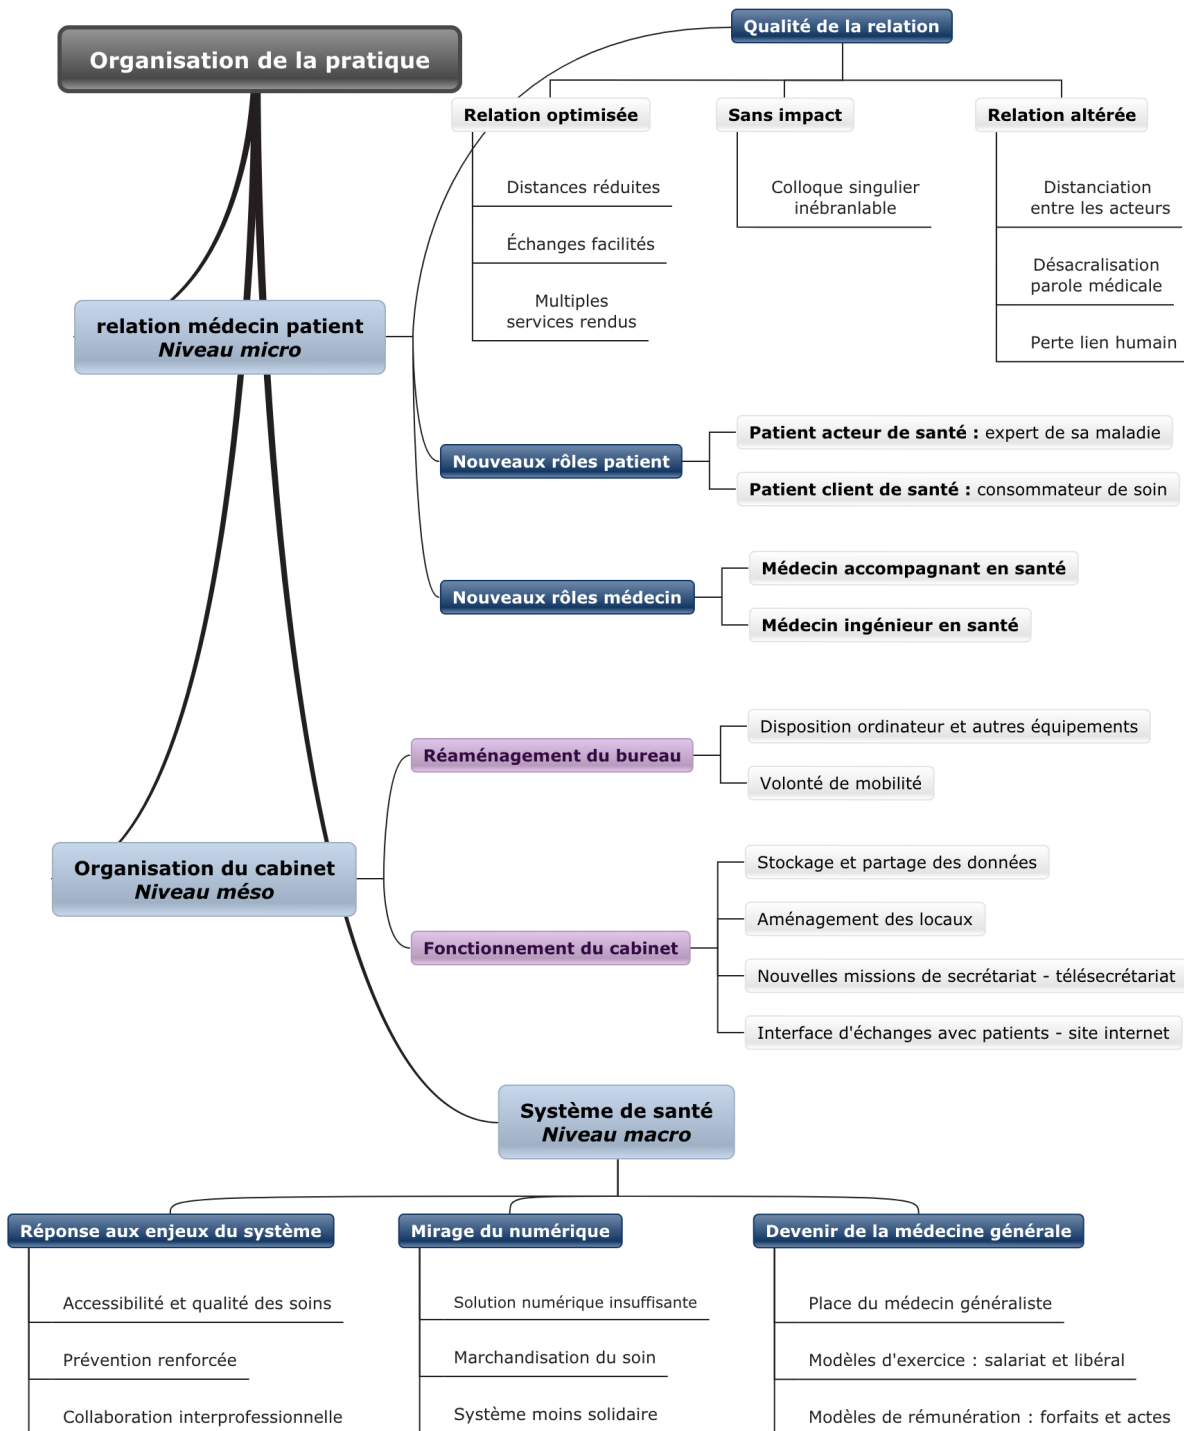 Organisation de la pratique
Qualité de la relation
Relation optimisée
Sans impact
Relation altérée
Distances réduites
Échanges facilités
Multiples
services rendus
Colloque singulier
inébranlable
Distanciation
entre les acteurs
Désacralisation
parole médicale
Perte lien humain
relation médecin patient
Niveau micro
Nouveaux rôles patient
Patient acteur de santé : expert de sa maladie
Patient client de santé : consommateur de soin
Nouveaux rôles médecin
Médecin accompagnant en santé
Médecin ingénieur en santé
Organisation du cabinet
Niveau méso
Réaménagement du bureau
Disposition ordinateur et autres équipements
Volonté de mobilité
Fonctionnement du cabinet
Stockage et partage des données
Aménagement des locaux
Nouvelles missions de secrétariat - télésecrétariat
Interface d'échanges avec patients - site internet
Système de santé
Niveau macro
Réponse aux enjeux du système
Accessibilité et qualité des soins
Prévention renforcée
Collaboration interprofessionnelle
Mirage du numérique
Solution numérique insuffisante
Marchandisation du soin
Système moins solidaire
Devenir de la médecine générale
Place du médecin généraliste
Modèles d'exercice : salariat et libéral
Modèles de rémunération : forfaits et actes